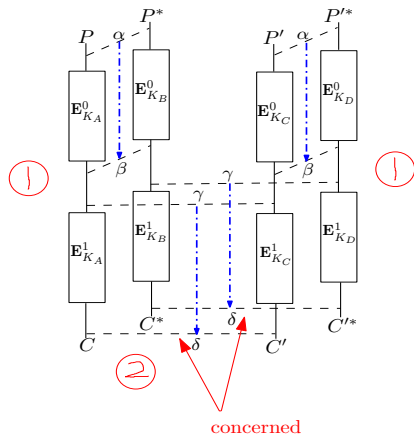 P P* P' P'*
α α
E^0_{K_A} E^0_{K_B} E^0_{K_C} E^0_{K_D}
β β
1 1
γ γ
E^1_{K_A} E^1_{K_B} E^1_{K_C} E^1_{K_D}
C* δ C'*
C δ C'
2
concerned